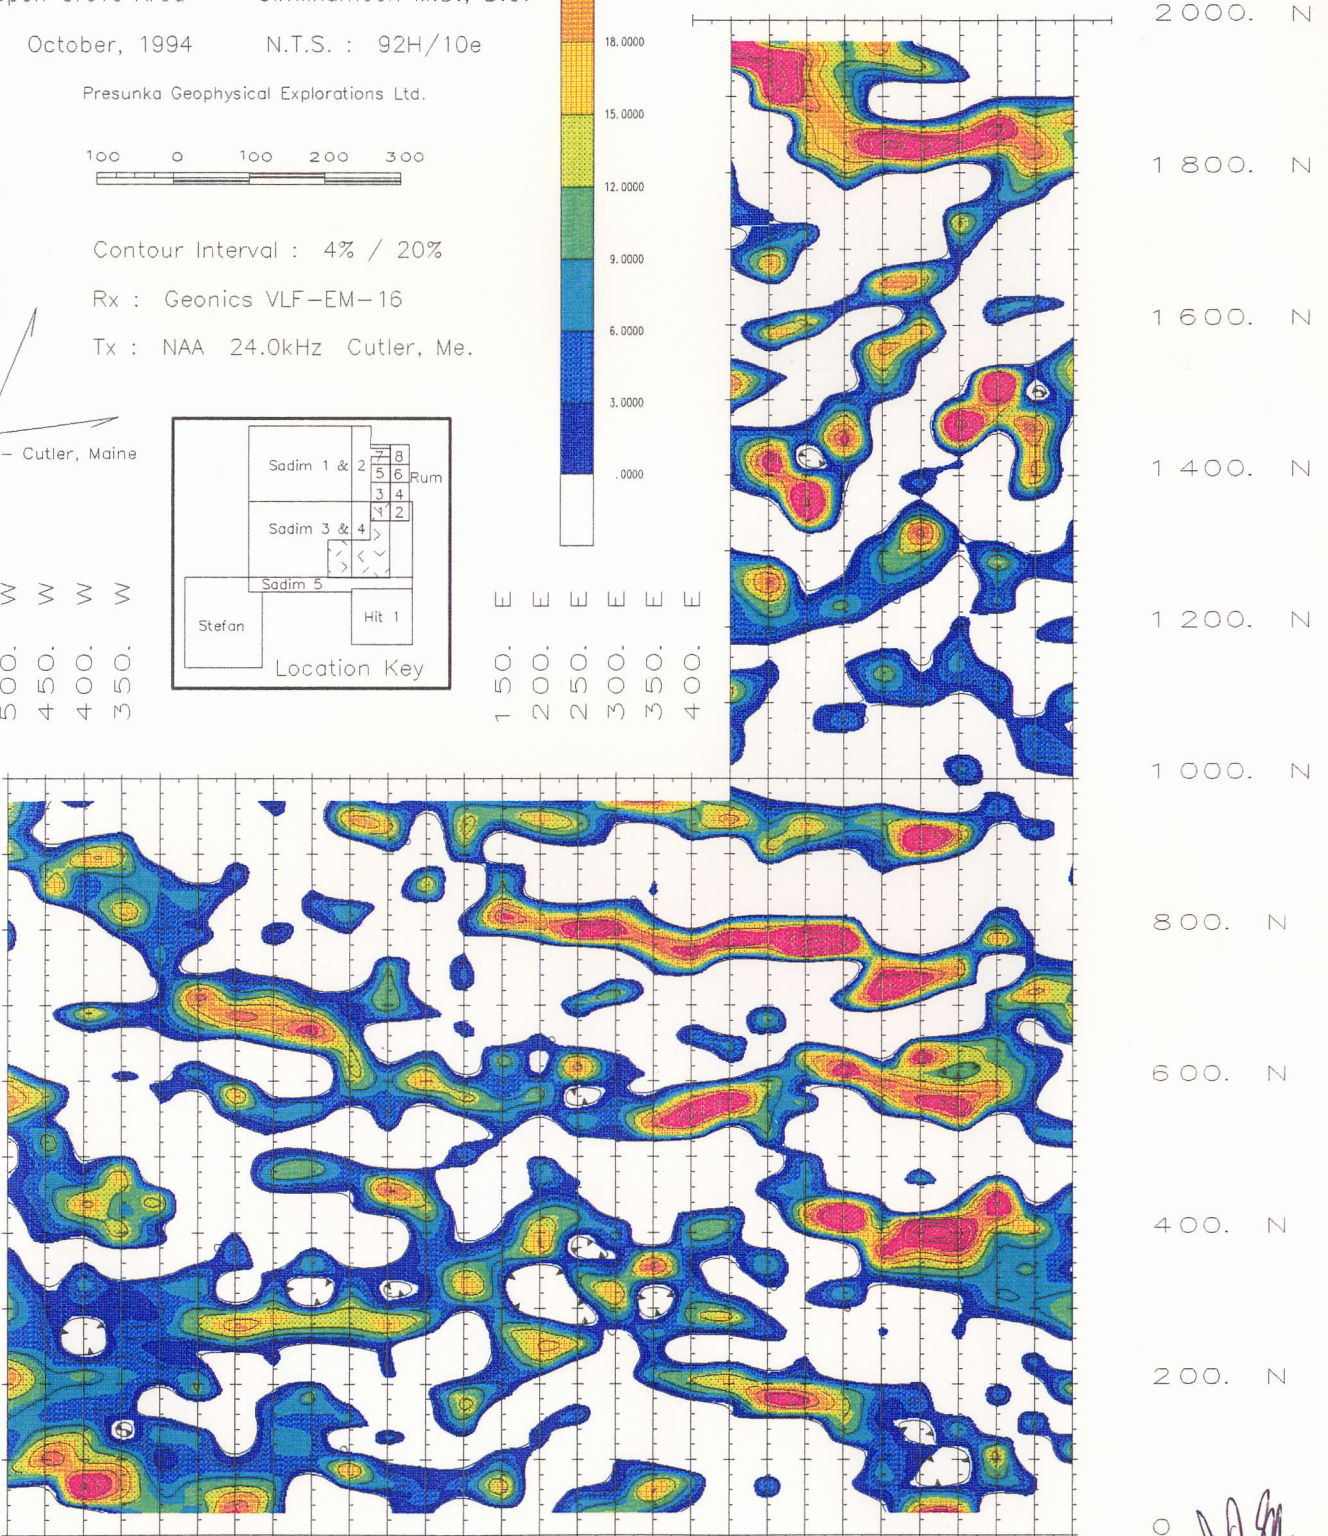 October, 1994 N.T.S. : 92H/10e
Presunka Geophysical Explorations Ltd.
100 0 100 200 300
Contour Interval : 4% / 20%
Rx : Geonics VLF-EM-16
Tx : NAA 24.0kHz Cutler, Me.
- Cutler, Maine
18.0000
15.0000
12.0000
9.0000
6.0000
3.0000
.0000
Sadim 1 & 2
7 8
5 6
Rum
3 4
1 2
Sadim 3 & 4
Sadim 5
Stefan
Hit 1
Location Key
500. W
450. W
400. W
350. W
150. E
200. E
250. E
300. E
350. E
400. E
2000. N
1800. N
1600. N
1400. N
1200. N
1000. N
800. N
600. N
400. N
200. N
0